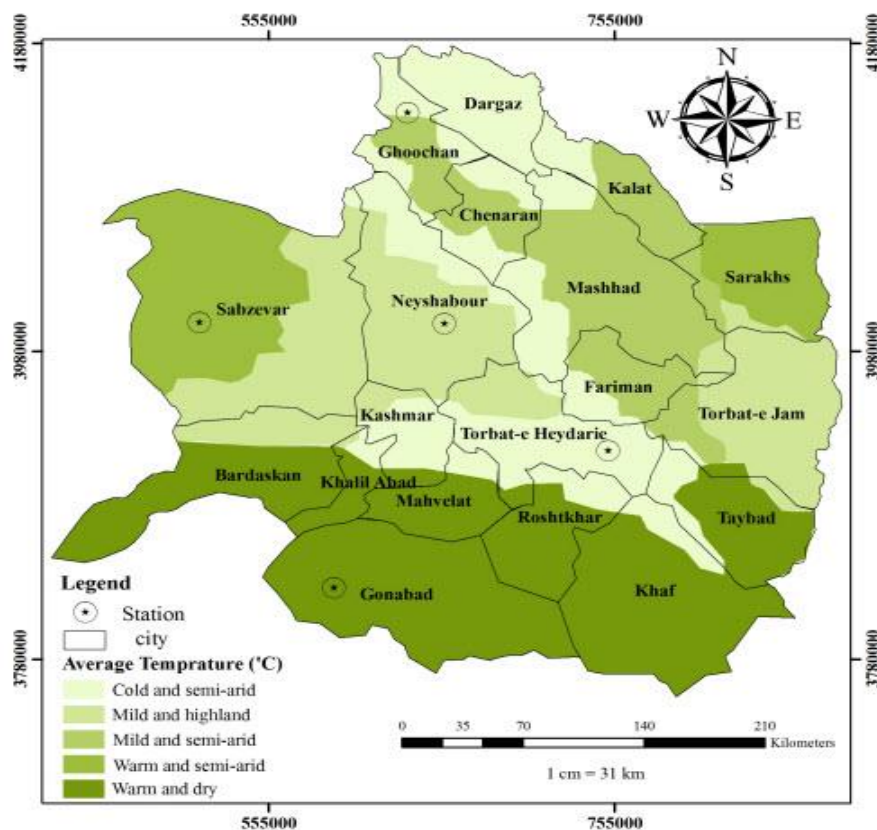 555000
755000
4180000
4180000
N
W
E
S
Dargaz
Ghoochan
Kalat
Chenaran
Sarakhs
Mashhad
Sabzevar
Neyshabour
3980000
3980000
Fariman
Kashmar
Torbat-e Jam
Torbat-e Heydarie
Bardaskan
Khalil Abad
Mahvelat
Roshtkhar
Taybad
Gonabad
Khaf
Legend
Station
city
3780000
3780000
Average Temprature (°C)
Cold and semi-arid
Mild and highland
Mild and semi-arid
Warm and semi-arid
Warm and dry
0 35 70 140 210
Kilometers
1 cm = 31 km
555000
755000